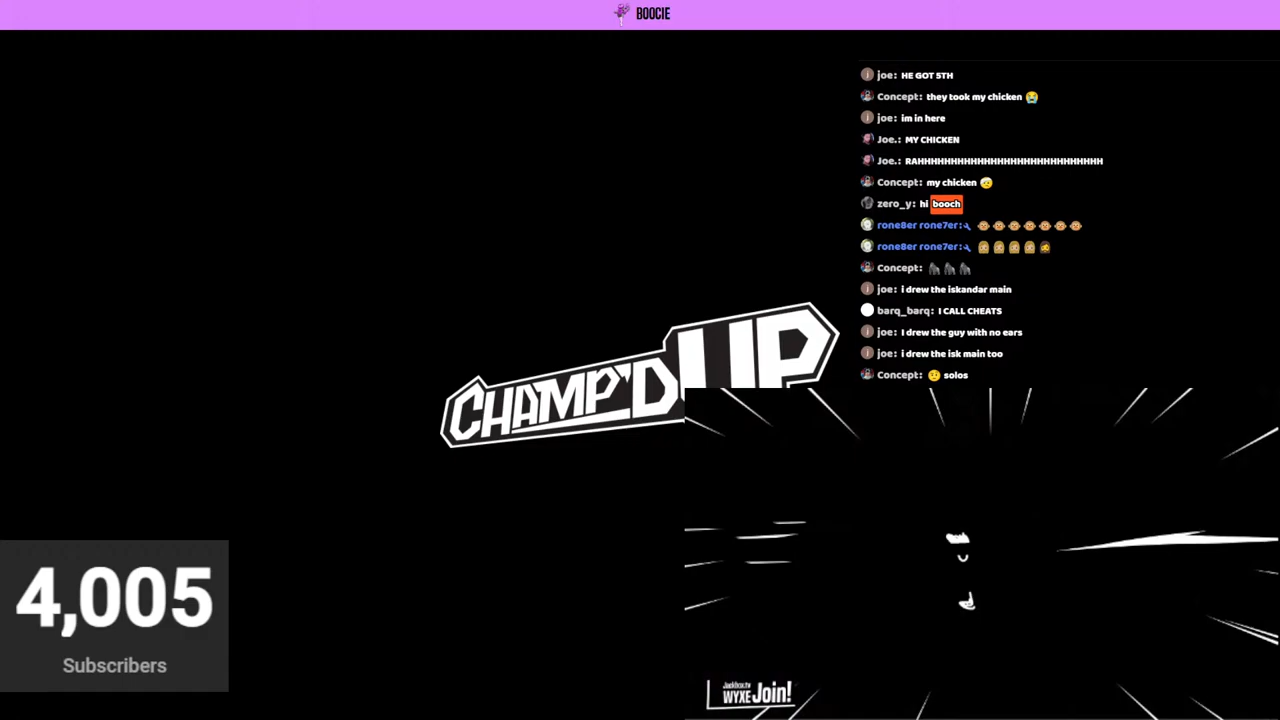 BOOCIE
joe: HE GOT 5TH
Concept: they took my chicken 😭
joe: im in here
Joe.: MY CHICKEN
Joe.: RAHHHHHHHHHHHHHHHHHHHHHHHHHHHH
Concept: my chicken 🤕
zero_y: hi booch
rone8er rone7er:
rone8er rone7er:
Concept: 🦍🦍🦍
joe: i drew the iskandar main
barq_barq: I CALL CHEATS
joe: I drew the guy with no ears
joe: i drew the isk main too
Concept: 🤨 solos
CHAMP'D UP
4,005
Subscribers
Jackbox.tv
WYXE Join!